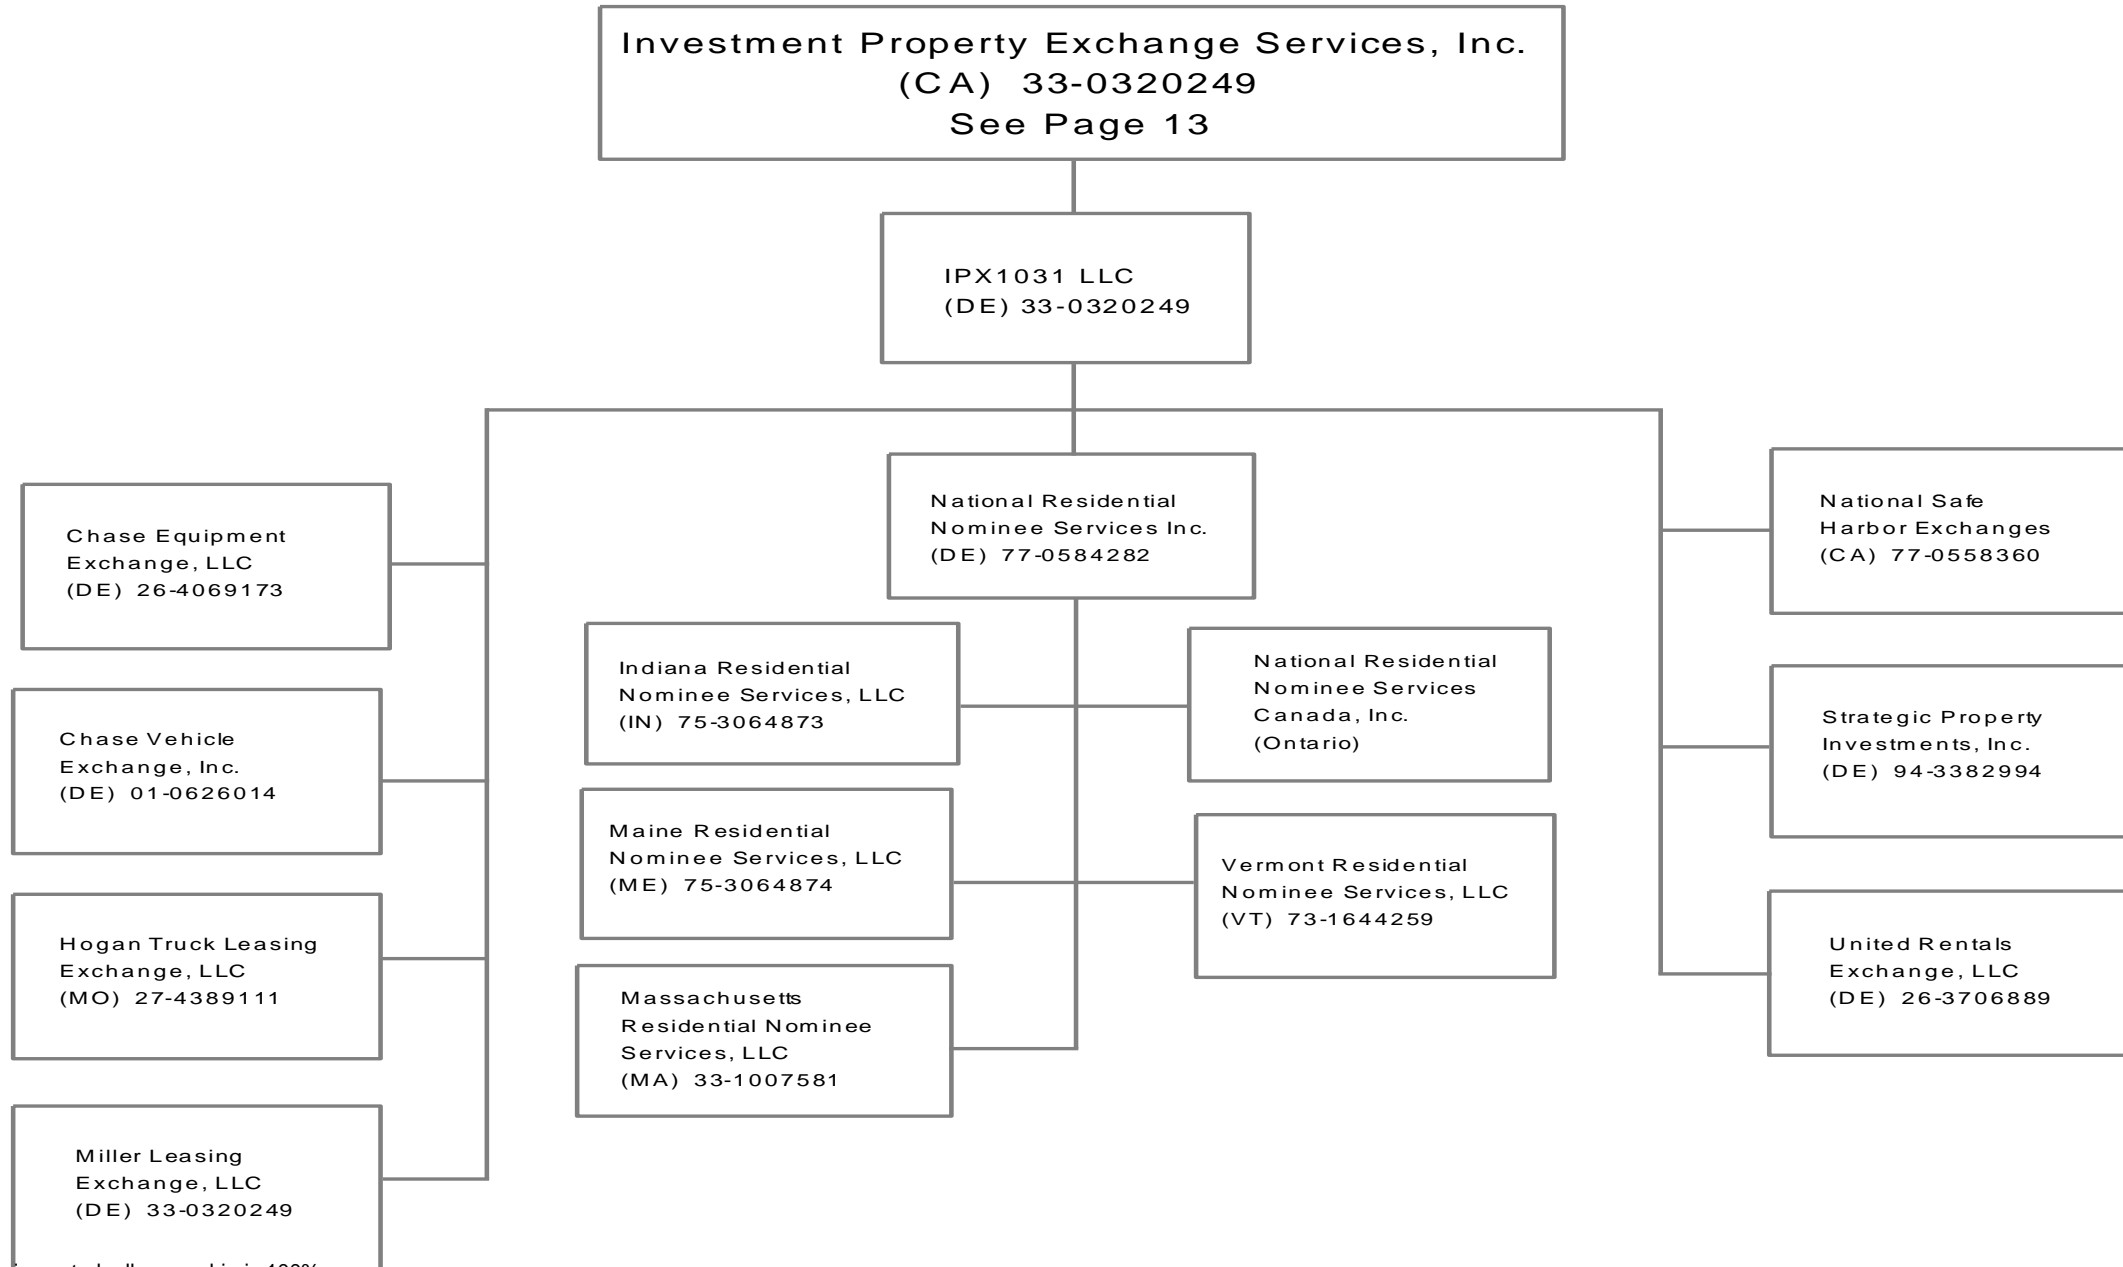 Investment Property Exchange Services, Inc.
(CA) 33-0320249
See Page 13
IPX1031 LLC
(DE) 33-0320249
Chase Equipment
Exchange, LLC
(DE) 26-4069173
Chase Vehicle
Exchange, Inc.
(DE) 01-0626014
Hogan Truck Leasing
Exchange, LLC
(MO) 27-4389111
Miller Leasing
Exchange, LLC
(DE) 33-0320249
National Residential
Nominee Services Inc.
(DE) 77-0584282
Indiana Residential
Nominee Services, LLC
(IN) 75-3064873
National Residential
Nominee Services
Canada, Inc.
(Ontario)
Maine Residential
Nominee Services, LLC
(ME) 75-3064874
Vermont Residential
Nominee Services, LLC
(VT) 73-1644259
Massachusetts
Residential Nominee
Services, LLC
(MA) 33-1007581
National Safe
Harbor Exchanges
(CA) 77-0558360
Strategic Property
Investments, Inc.
(DE) 94-3382994
United Rentals
Exchange, LLC
(DE) 26-3706889